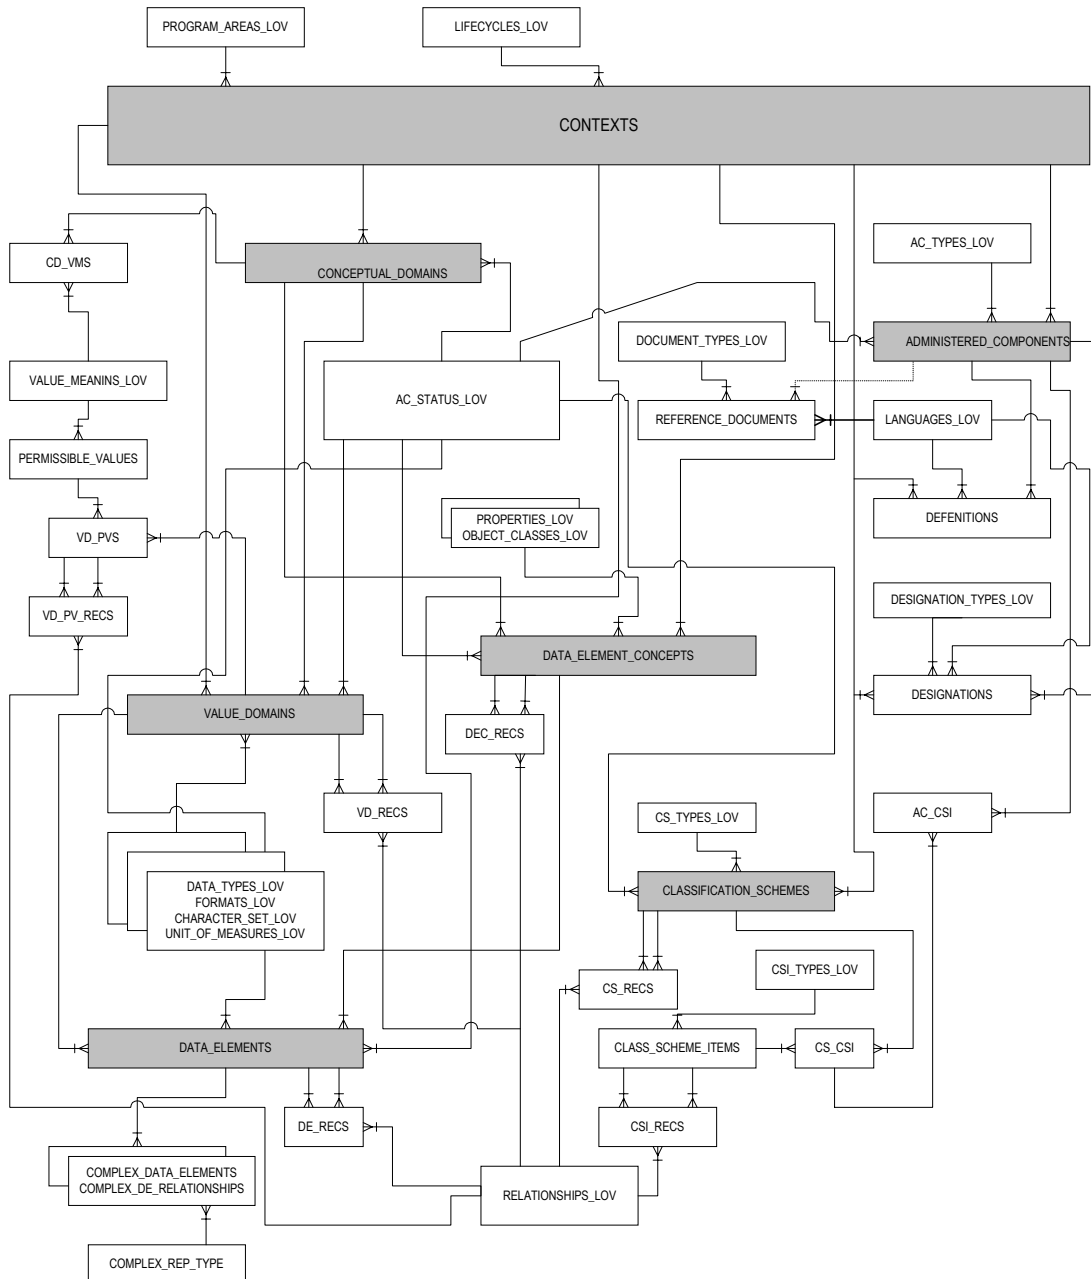 PROGRAM_AREAS_LOV
LIFECYCLES_LOV
CONTEXTS
AC_TYPES_LOV
CD_VMS
CONCEPTUAL_DOMAINS
DOCUMENT_TYPES_LOV
ADMINISTERED_COMPONENTS
VALUE_MEANINS_LOV
AC_STATUS_LOV
REFERENCE_DOCUMENTS
LANGUAGES_LOV
PERMISSIBLE_VALUES
PROPERTIES_LOV
OBJECT_CLASSES_LOV
DEFENITIONS
VD_PVS
VD_PV_RECS
DESIGNATION_TYPES_LOV
DATA_ELEMENT_CONCEPTS
DESIGNATIONS
VALUE_DOMAINS
DEC_RECS
VD_RECS
CS_TYPES_LOV
AC_CSI
DATA_TYPES_LOV
FORMATS_LOV
CHARACTER_SET_LOV
UNIT_OF_MEASURES_LOV
CLASSIFICATION_SCHEMES
CSI_TYPES_LOV
CS_RECS
DATA_ELEMENTS
CLASS_SCHEME_ITEMS
CS_CSI
DE_RECS
CSI_RECS
COMPLEX_DATA_ELEMENTS
COMPLEX_DE_RELATIONSHIPS
RELATIONSHIPS_LOV
COMPLEX_REP_TYPE